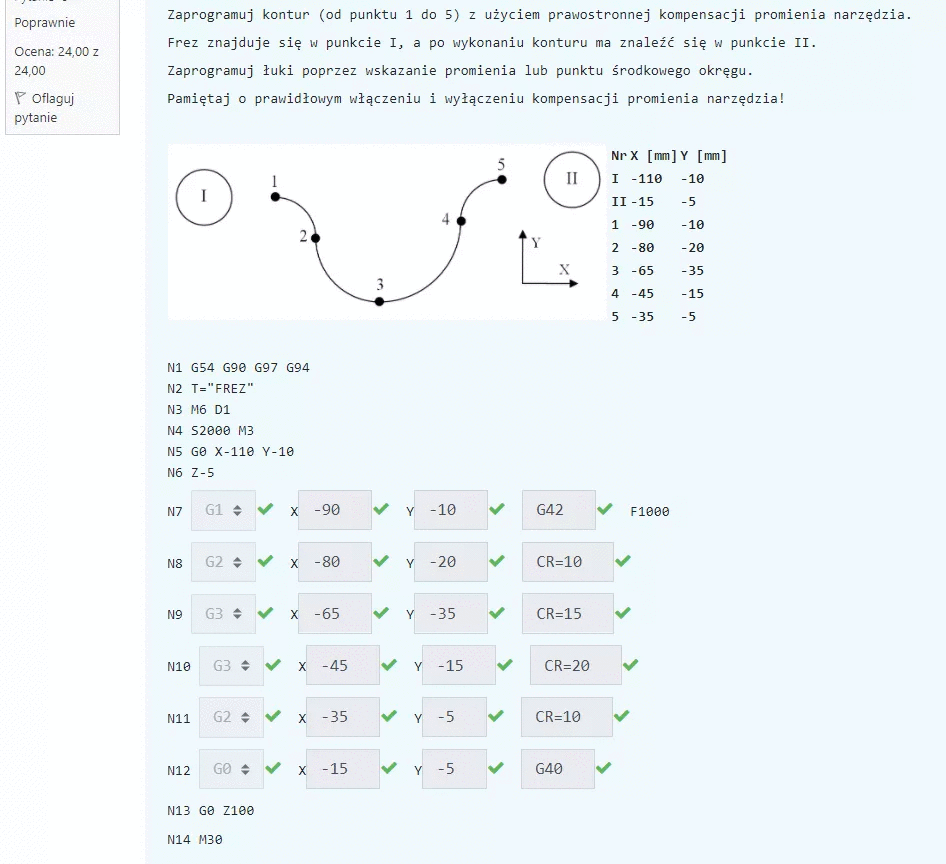 Poprawnie
Ocena: 24,00 z
24,00
Oflaguj
pytanie
Zaprogramuj kontur (od punktu 1 do 5) z użyciem prawostronnej kompensacji promienia narzędzia.
Frez znajduje się w punkcie I, a po wykonaniu konturu ma znaleźć się w punkcie II.
Zaprogramuj łuki poprzez wskazanie promienia lub punktu środkowego okręgu.
Pamiętaj o prawidłowym włączeniu i wyłączeniu kompensacji promienia narzędzia!
I
1
2
3
4
5
II
Y
X
Nr X [mm] Y [mm]
I -110 -10
II -15 -5
1 -90 -10
2 -80 -20
3 -65 -35
4 -45 -15
5 -35 -5
N1 G54 G90 G97 G94
N2 T="FREZ"
N3 M6 D1
N4 S2000 M3
N5 G0 X-110 Y-10
N6 Z-5
N7 G1 X -90 Y -10 G42 F1000
N8 G2 X -80 Y -20 CR=10
N9 G3 X -65 Y -35 CR=15
N10 G3 X -45 Y -15 CR=20
N11 G2 X -35 Y -5 CR=10
N12 G0 X -15 Y -5 G40
N13 G0 Z100
N14 M30